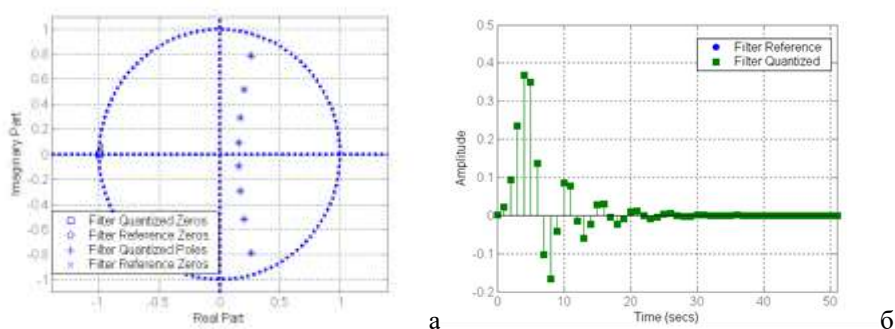 1
0.8
0.6
0.4
0.2
0
-0.2
-0.4
-0.6
-0.8
-1
Imaginary Part
Filter Quantized Zeros
Filter Reference Zeros
Filter Quantized Poles
Filter Reference Zeros
-1 -0.5 0 0.5 1
Real Part
а
0.5
0.4
0.3
0.2
0.1
0
-0.1
-0.2
Amplitude
Filter Reference
Filter Quantized
0 10 20 30 40 50
Time (secs)
б